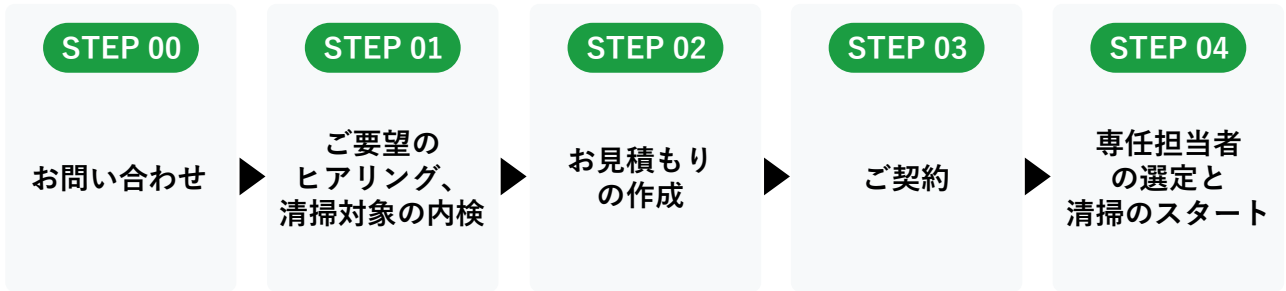 STEP 00
お問い合わせ
STEP 01
ご要望の
ヒアリング、
清掃対象の内検
STEP 02
お見積もり
の作成
STEP 03
ご契約
STEP 04
専任担当者
の選定と
清掃のスタート